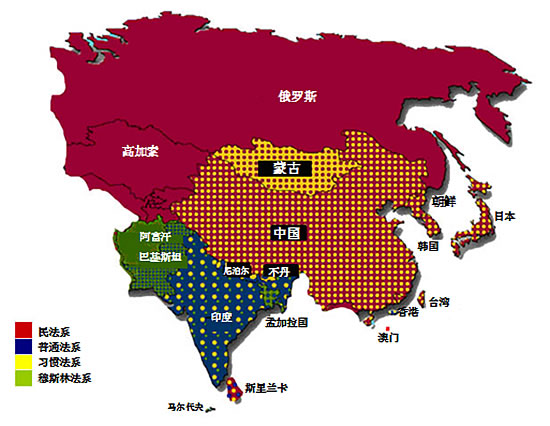 俄罗斯
高加索
蒙古
朝鲜
日本
阿富汗
中国
韩国
巴基斯坦
尼泊尔
不丹
台湾
香港
印度
孟加拉国
澳门
民法系
普通法系
习惯法系
穆斯林法系
斯里兰卡
马尔代夫